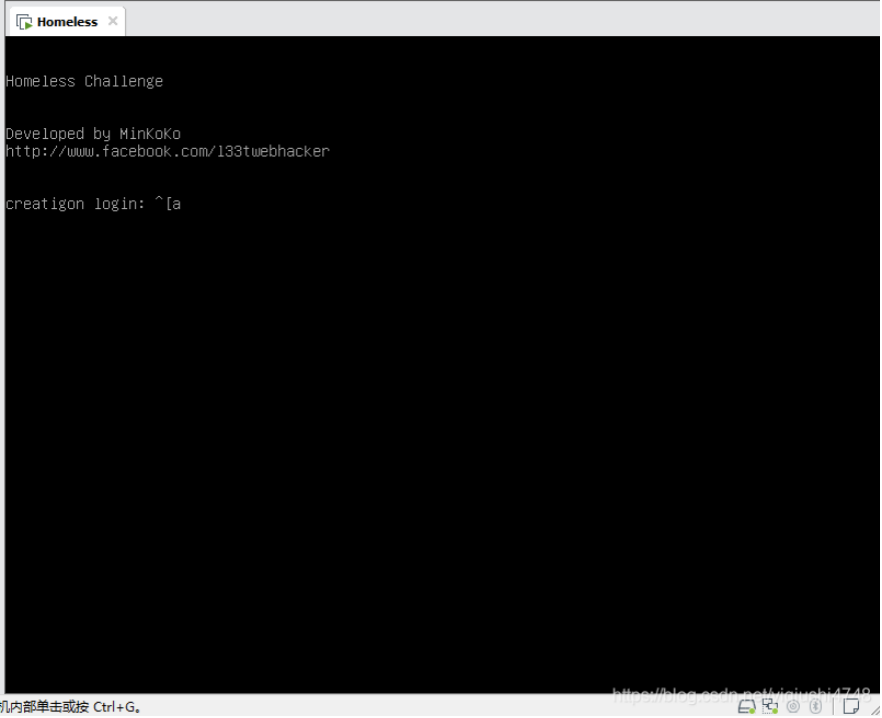 Homeless
Homeless Challenge
Developed by MinKoKo
http://www.facebook.com/l33twebhacker
creatigon login: ^[a
https://blog.csdn.net/yiqiushi4748
机内部单击或按 Ctrl+G。